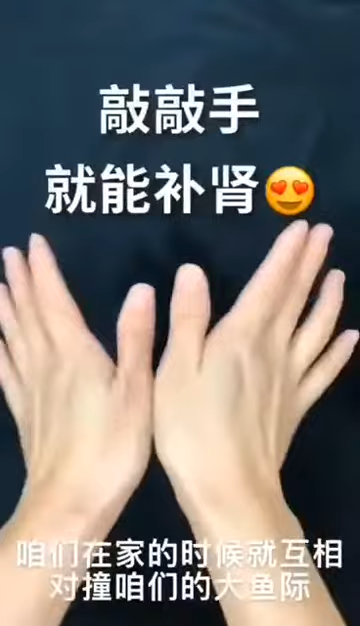 敲敲手
就能补肾😍
咱们在家的时候就互相
对撞咱们的大鱼际